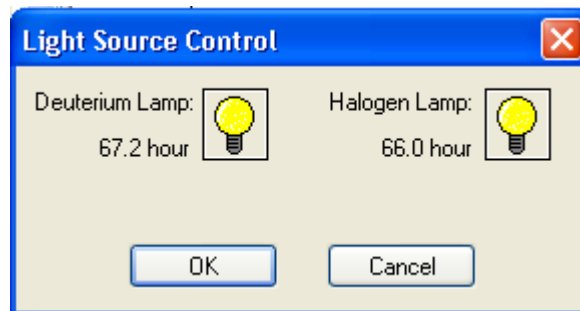 Light Source Control
Deuterium Lamp:
67.2 hour
Halogen Lamp:
66.0 hour
OK
Cancel